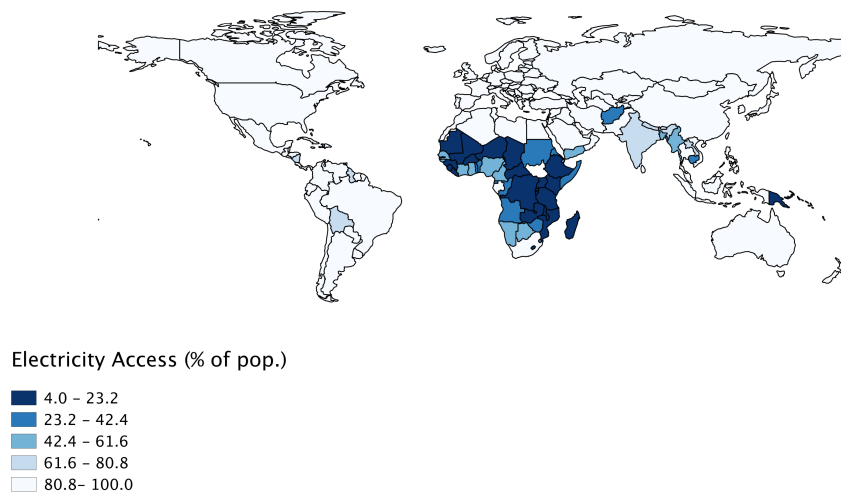 Electricity Access (% of pop.)
4.0 – 23.2
23.2 – 42.4
42.4 – 61.6
61.6 – 80.8
80.8– 100.0